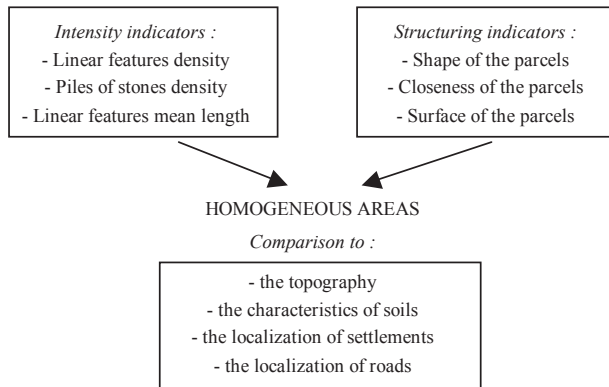 Intensity indicators :
- Linear features density
- Piles of stones density
- Linear features mean length
Structuring indicators :
- Shape of the parcels
- Closeness of the parcels
- Surface of the parcels
HOMOGENEOUS AREAS
Comparison to :
- the topography
- the characteristics of soils
- the localization of settlements
- the localization of roads